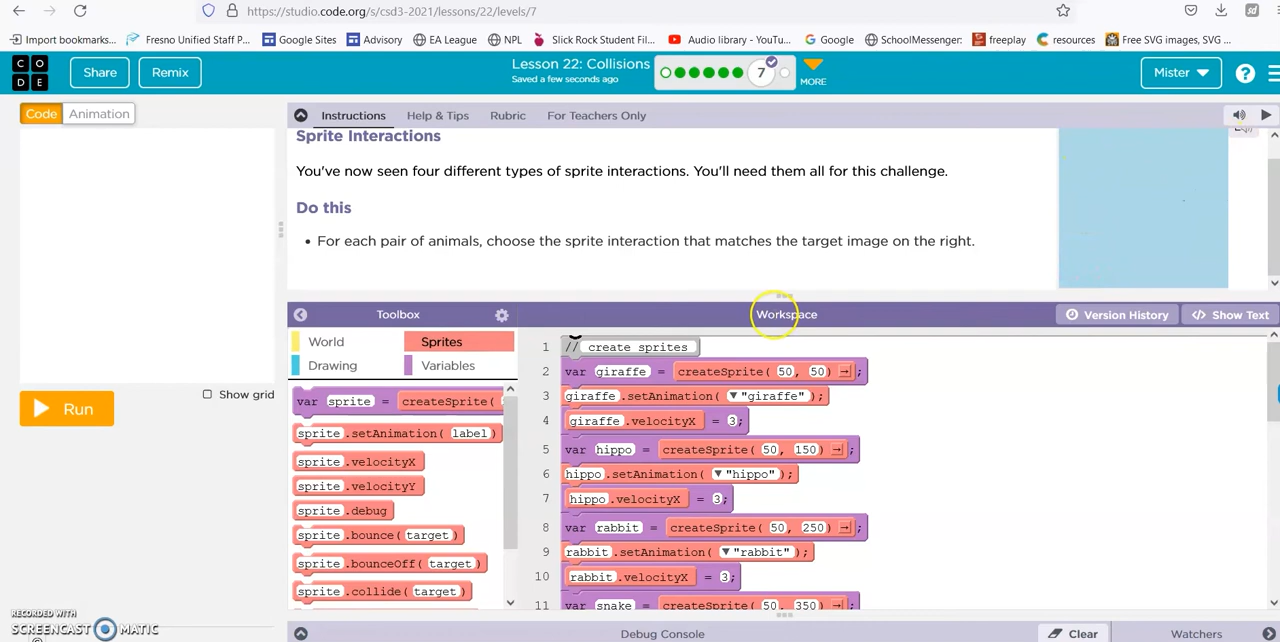 https://studio.code.org/s/csd3-2021/lessons/22/levels/7
Import bookmarks... Fresno Unified Staff P... Google Sites Advisory EA League NPL Slick Rock Student Fil... Audio library - YouTu... Google SchoolMessenger: freeplay resources Free SVG images, SVG ...
C O
D E
Share Remix
Lesson 22: Collisions
Saved a few seconds ago
7
MORE
Mister
?
Code Animation
Instructions Help & Tips Rubric For Teachers Only
Sprite Interactions
You've now seen four different types of sprite interactions. You'll need them all for this challenge.
Do this
• For each pair of animals, choose the sprite interaction that matches the target image on the right.
Toolbox
Workspace
Version History
</> Show Text
World
Sprites
Drawing
Variables
Show grid
Run
var sprite = createSprite(
sprite.setAnimation( label)
sprite.velocityX
sprite.velocityY
sprite.debug
sprite.bounce( target)
sprite.bounceOff( target)
sprite.collide( target)
1 // create sprites
2 var giraffe = createSprite( 50, 50);
3 giraffe.setAnimation( "giraffe");
4 giraffe.velocityX = 3;
5 var hippo = createSprite( 50, 150);
6 hippo.setAnimation( "hippo");
7 hippo.velocityX = 3;
8 var rabbit = createSprite( 50, 250);
9 rabbit.setAnimation( "rabbit");
10 rabbit.velocityX = 3;
11 var snake = createSprite( 50, 350);
RECORDED WITH
SCREENCAST MATIC
Debug Console
Clear
Watchers